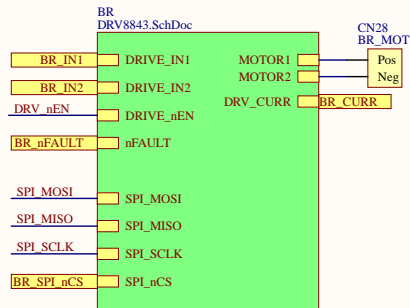 BR
DRV8843.SchDoc
CN28
BR_MOT
BR_IN1 DRIVE_IN1 MOTOR1 Pos
MOTOR2 Neg
BR_IN2 DRIVE_IN2
DRV_CURR BR_CURR
DRV_nEN DRIVE_nEN
BR_nFAULT nFAULT
SPI_MOSI SPI_MOSI
SPI_MISO SPI_MISO
SPI_SCLK SPI_SCLK
BR_SPI_nCS SPI_nCS